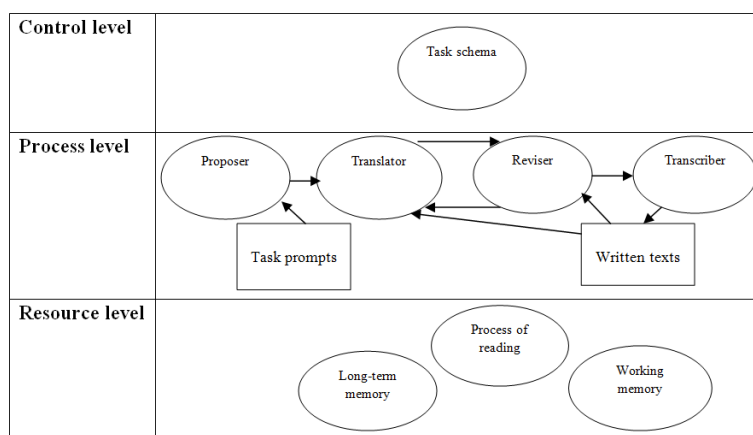 Control level
Task schema
Process level
Proposer
Translator
Reviser
Transcriber
Task prompts
Written texts
Resource level
Process of
reading
Long-term
memory
Working
memory